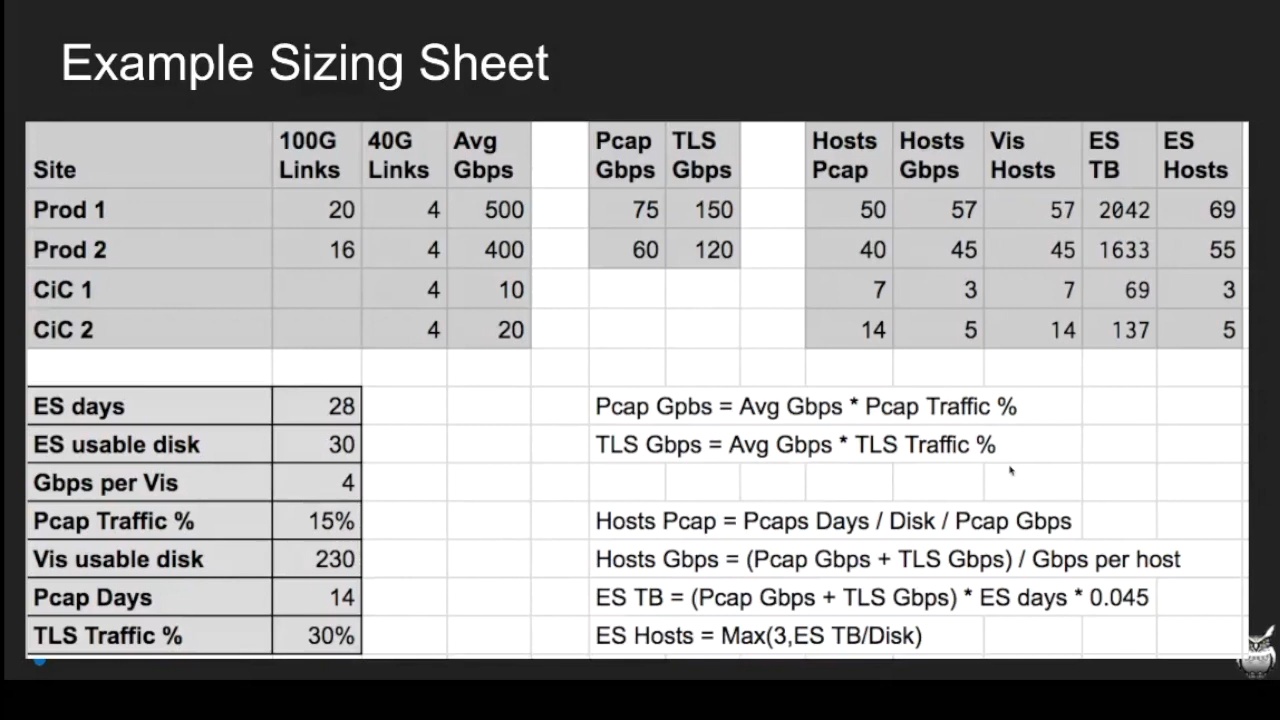 Example Sizing Sheet
Site 100G Links 40G Links Avg Gbps Pcap Gbps TLS Gbps Hosts Pcap Hosts Gbps Vis Hosts ES TB ES Hosts
Prod 1 20 4 500 75 150 50 57 57 2042 69
Prod 2 16 4 400 60 120 40 45 45 1633 55
CiC 1 4 10 7 3 7 69 3
CiC 2 4 20 14 5 14 137 5
ES days 28 Pcap Gpbs = Avg Gbps * Pcap Traffic %
ES usable disk 30 TLS Gbps = Avg Gbps * TLS Traffic %
Gbps per Vis 4
Pcap Traffic % 15% Hosts Pcap = Pcaps Days / Disk / Pcap Gbps
Vis usable disk 230 Hosts Gbps = (Pcap Gbps + TLS Gbps) / Gbps per host
Pcap Days 14 ES TB = (Pcap Gbps + TLS Gbps) * ES days * 0.045
TLS Traffic % 30% ES Hosts = Max(3,ES TB/Disk)